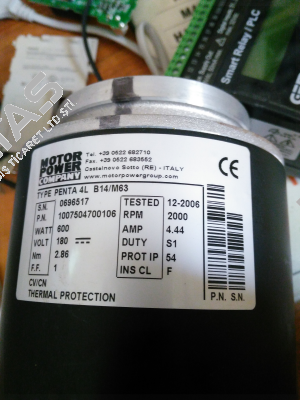 Smart Relay / PLC
MOTOR
POWER
COMPANY
Tel. +39 0522 682710
Fax. +39 0522 683552
Castelnovo Sotto (RE) - ITALY
www.motorpowergroup.com
CE
TYPE PENTA 4L B14/M63
S.N. 0696517
P.N. 1007504700106
WATT 600
VOLT 180
Nm 2.86
F.F. 1
CV/CN
THERMAL PROTECTION
TESTED 12-2006
RPM 2000
AMP 4.44
DUTY S1
PROT IP 54
INS CL F
P.N. S.N.